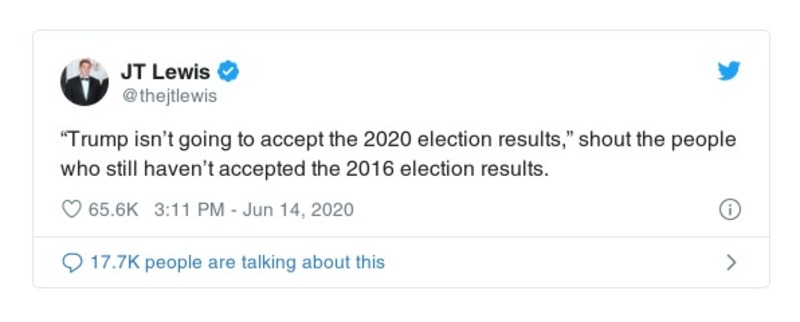 JT Lewis
@thejtlewis
“Trump isn’t going to accept the 2020 election results,” shout the people
who still haven’t accepted the 2016 election results.
65.6K 3:11 PM - Jun 14, 2020
17.7K people are talking about this